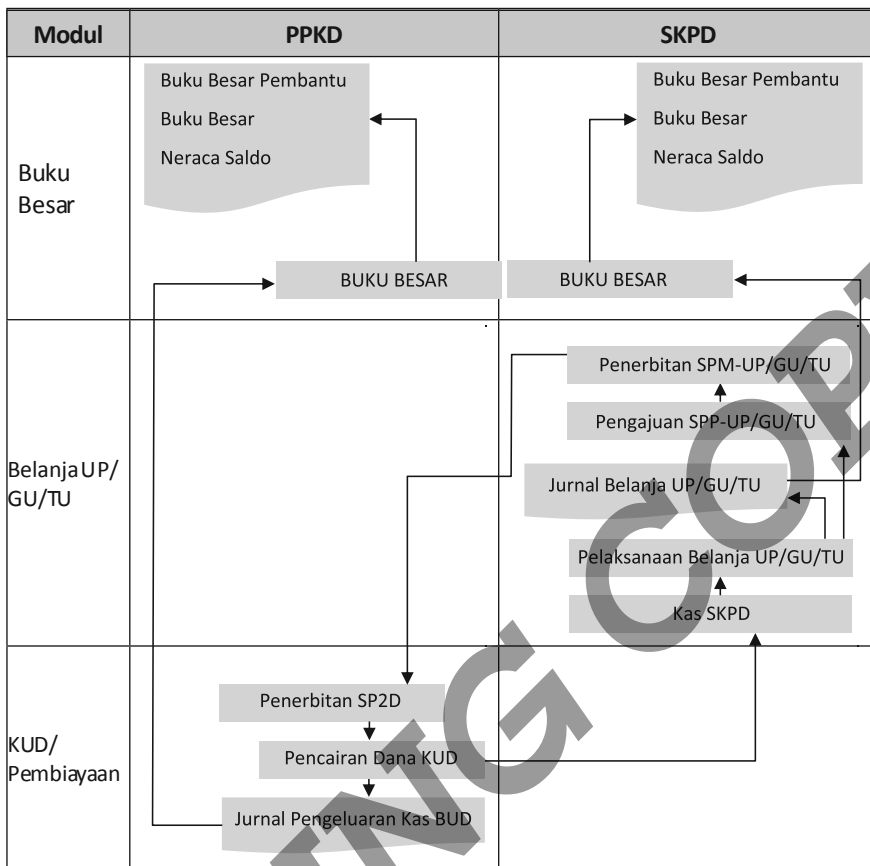 Modul
PPKD
SKPD
Buku Besar Pembantu
Buku Besar
Neraca Saldo
Buku Besar Pembantu
Buku Besar
Neraca Saldo
Buku
Besar
BUKU BESAR
BUKU BESAR
Penerbitan SPM-UP/GU/TU
Pengajuan SPP-UP/GU/TU
Belanja UP/
GU/TU
Jurnal Belanja UP/GU/TU
Pelaksanaan Belanja UP/GU/TU
Kas SKPD
Penerbitan SP2D
KUD/
Pembiayaan
Pencairan Dana KUD
Jurnal Pengeluaran Kas BUD
NG COP